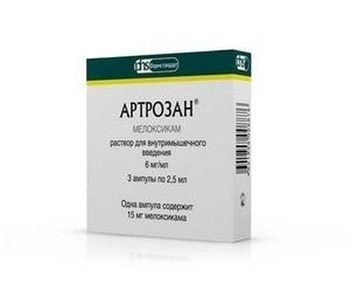 Фармстандарт
АРТРОЗАН®
МЕЛОКСИКАМ
раствор для внутримышечного
введения
6 мг/мл
3 ампулы по 2,5 мл
Одна ампула содержит
15 мг мелоксикама